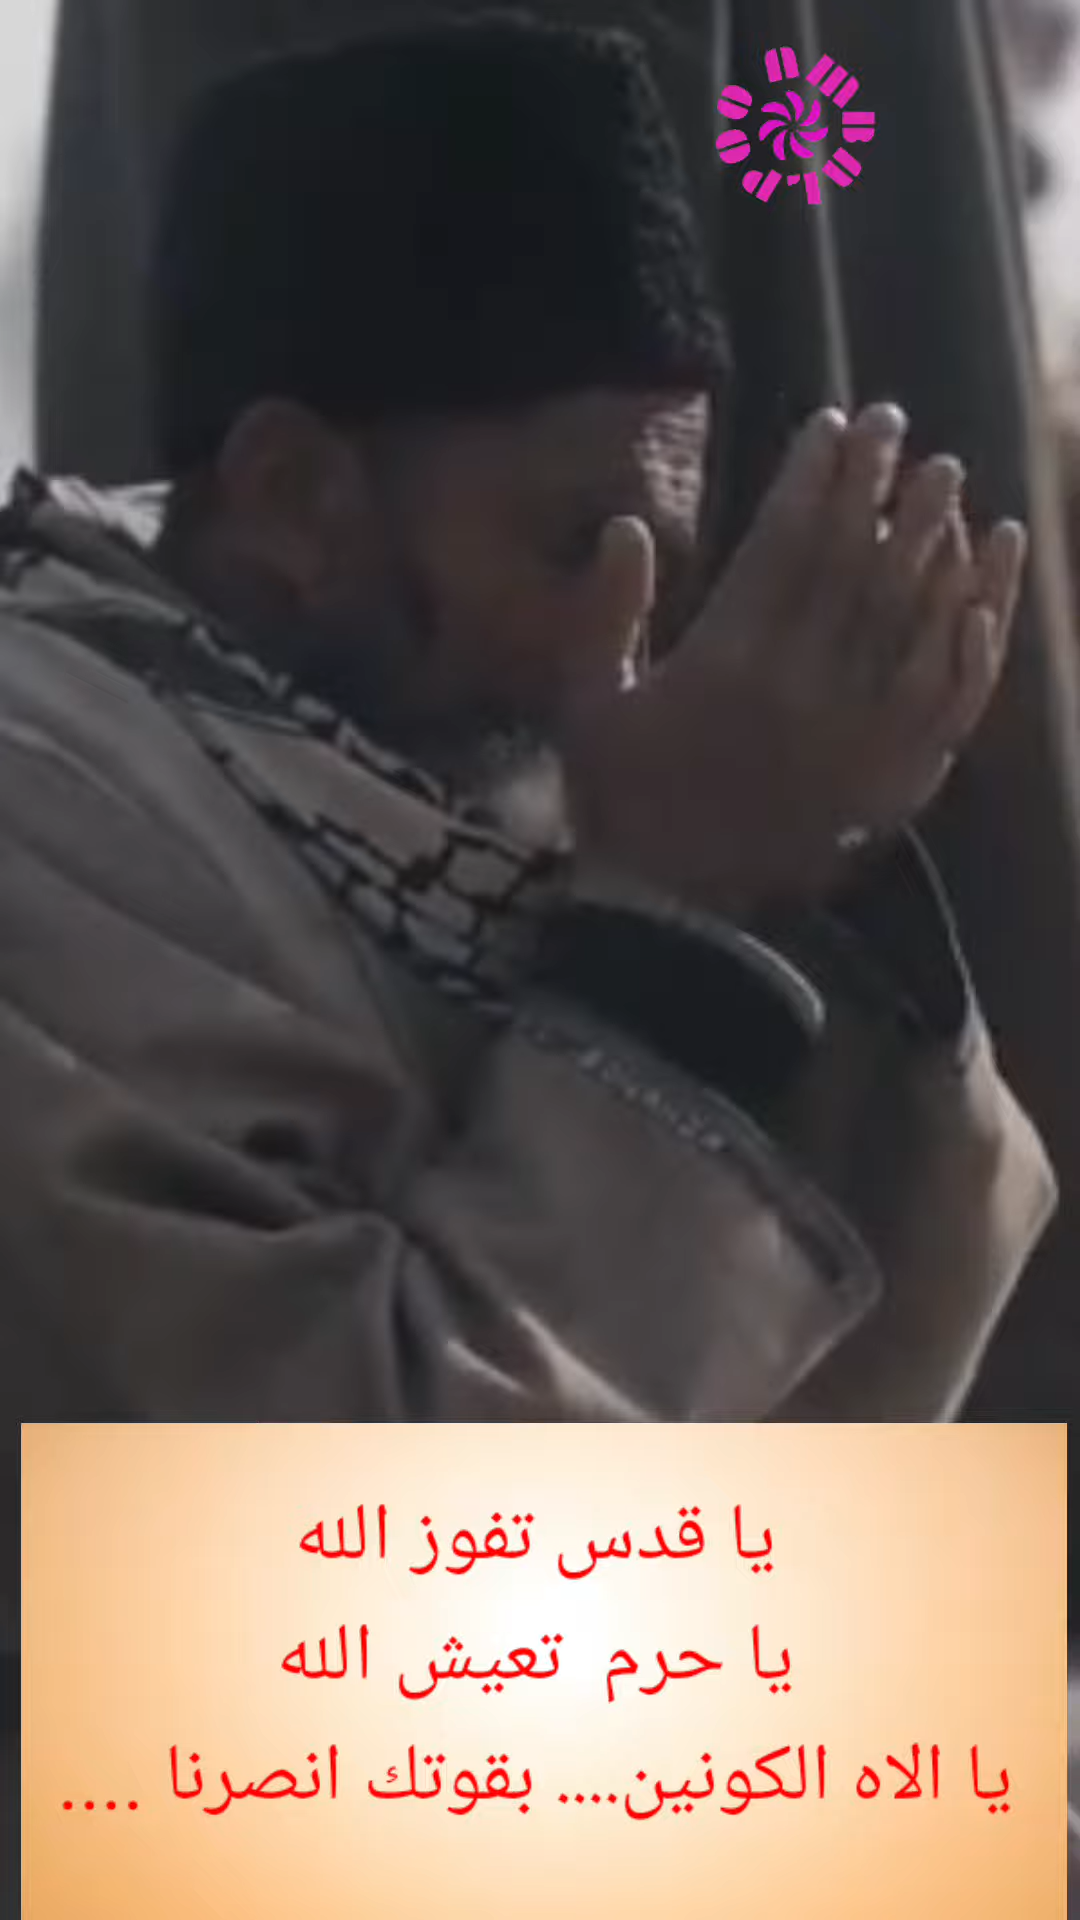 يا قدس تفوز الله
يا حرم  تعيش الله
يا الاه الكونين.... بقوتك انصرنا ....